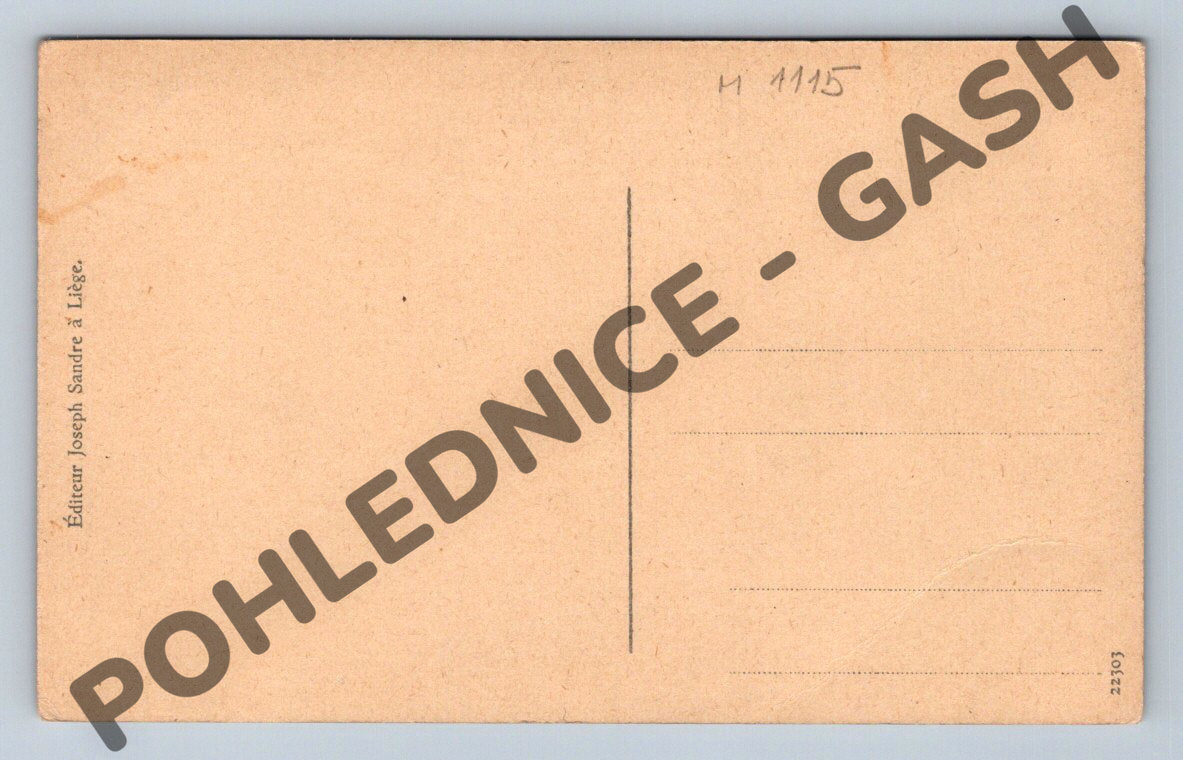 M 1115
POHLEDNICE - GASH
Éditeur Joseph Sandre à Liège.
22303